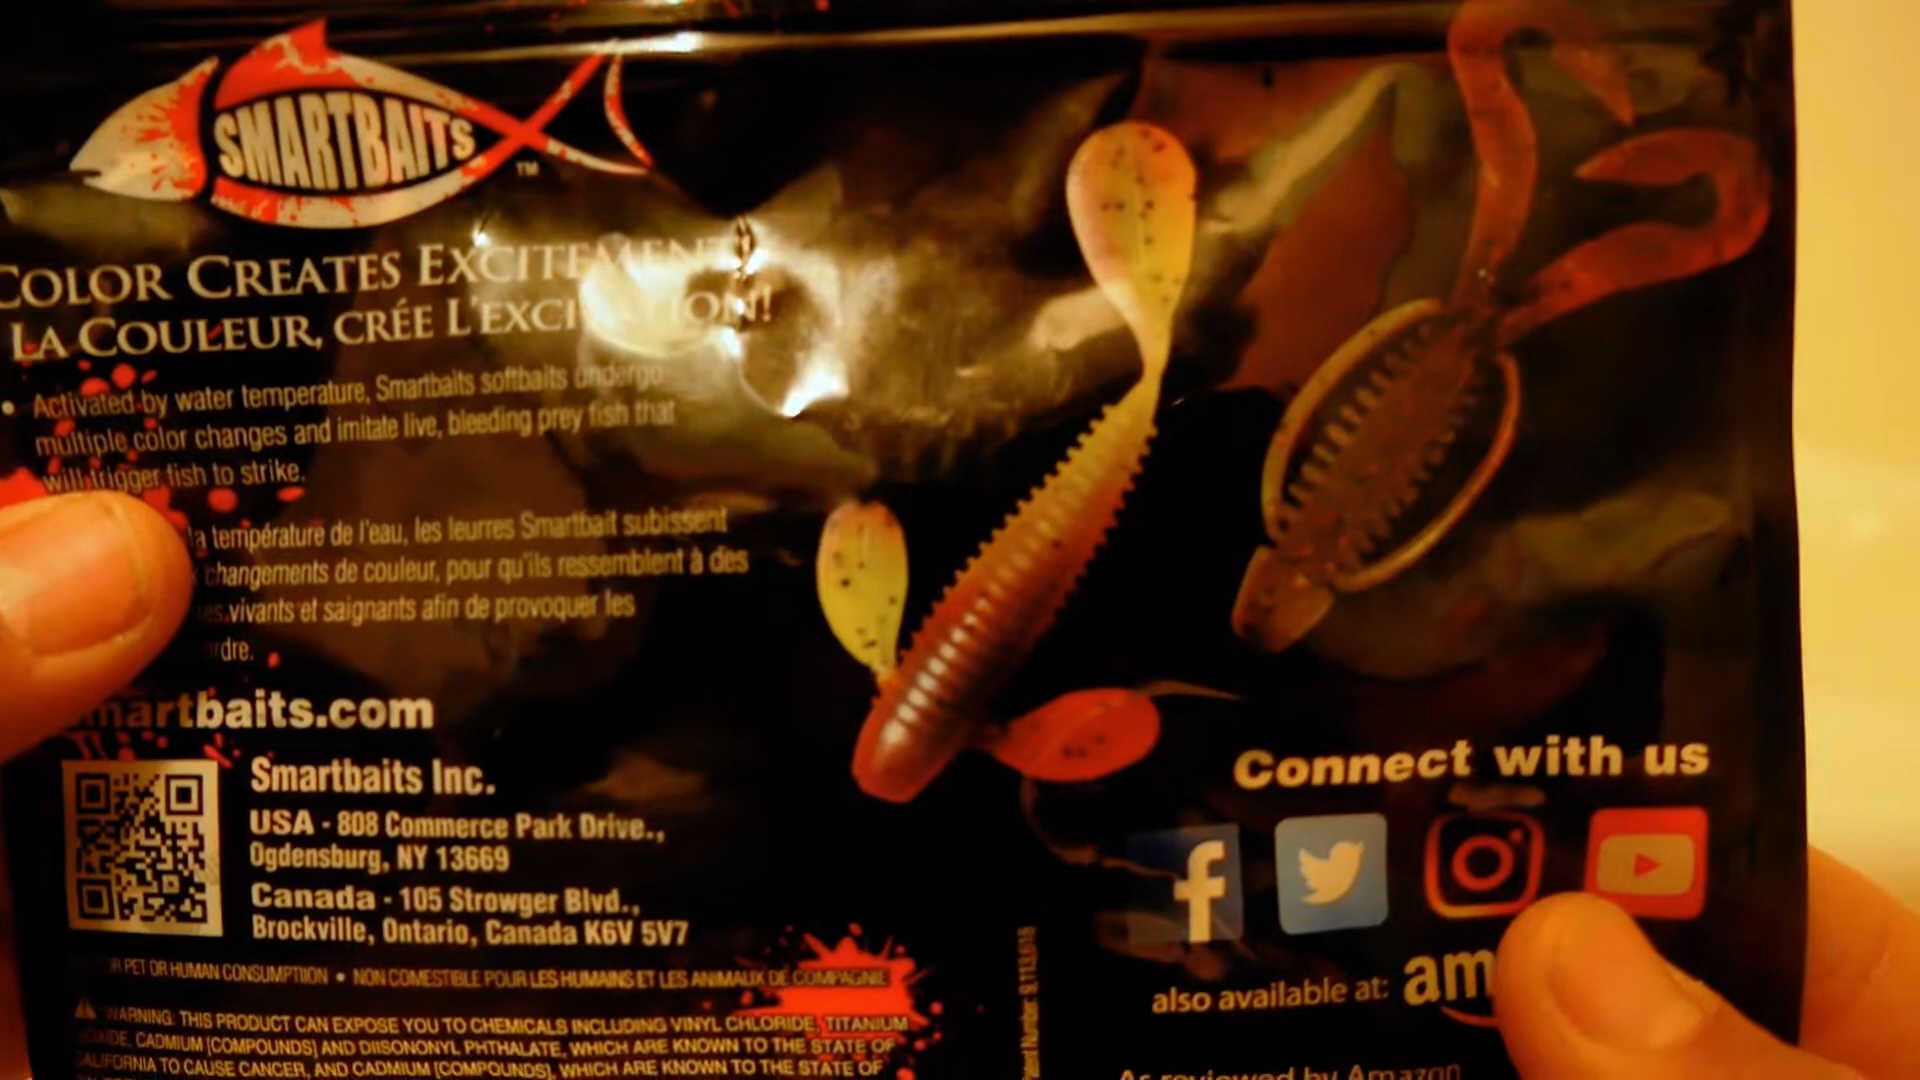 SMARTBAITS
TM
COLOR CREATES EXCITEMENT
LA COULEUR, CRÉE L'EXCITATION!
• Activated by water temperature, Smartbaits softbaits undergo
multiple color changes and imitate live, bleeding prey fish that
will trigger fish to strike.
la température de l'eau, les leurres Smartbait subissent
changements de couleur, pour qu'ils ressemblent à des
vivants et saignants afin de provoquer les
smartbaits.com
Smartbaits Inc.
USA - 808 Commerce Park Drive.,
Ogdensburg, NY 13669
Canada - 105 Strowger Blvd.,
Brockville, Ontario, Canada K6V 5V7
PET OR HUMAN CONSUMPTIION • NON COMESTIBLE POUR LES HUMAINS ET LES ANIMAUX DE COMPAGNIE
WARNING: THIS PRODUCT CAN EXPOSE YOU TO CHEMICALS INCLUDING VINYL CHLORIDE, TITANIUM
CADMIUM [COMPOUNDS] AND DIISONONYL PHTHALATE, WHICH ARE KNOWN TO THE STATE OF
CALIFORNIA TO CAUSE CANCER, AND CADMIUM [COMPOUNDS], WHICH ARE KNOWN TO THE STATE OF
Patent Number: 9,113,616
Connect with us
also available at: am
As reviewed by Amazon